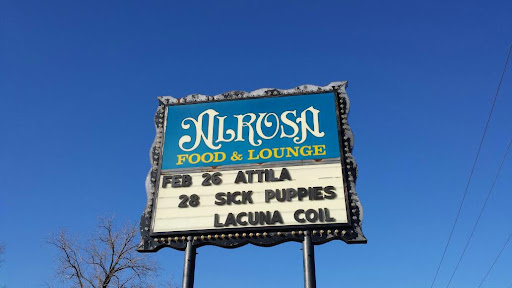 ALROSA
FOOD & LOUNGE
FEB 26 ATTILA
28 SICK PUPPIES
LACUNA COIL